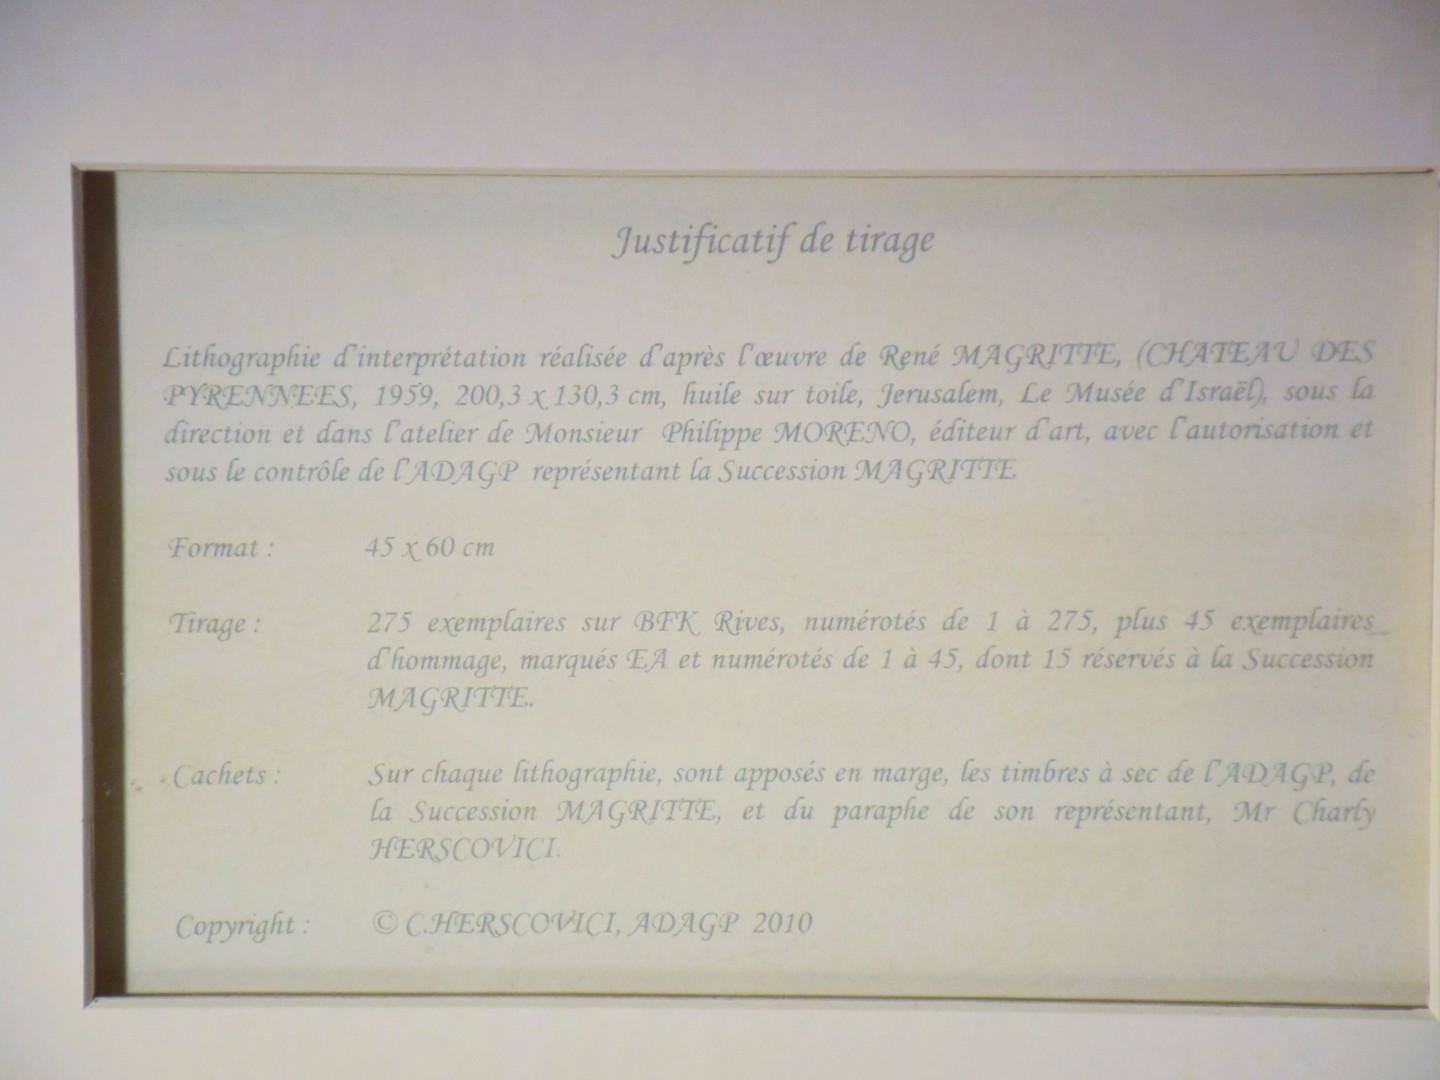 Justificatif de tirage
Lithographie d'interprétation réalisée d'après l'œuvre de René MAGRITTE, (CHATEAU DES
PYRENNEES, 1959, 200,3 x 130,3 cm, huile sur toile, Jerusalem, Le Musée d'Israël), sous la
direction et dans l'atelier de Monsieur Philippe MORENO, éditeur d'art, avec l'autorisation et
sous le contrôle de l'ADAGP représentant la Succession MAGRITTE
Format : 45 x 60 cm
Tirage : 275 exemplaires sur BFK Rives, numérotés de 1 à 275, plus 45 exemplaires
d'hommage, marqués EA et numérotés de 1 à 45, dont 15 réservés à la Succession
MAGRITTE.
Cachets : Sur chaque lithographie, sont apposés en marge, les timbres à sec de l'ADAGP, de
la Succession MAGRITTE, et du paraphe de son représentant, Mr Charly
HERSCOVICI.
Copyright : © C.HERSCOVICI, ADAGP 2010